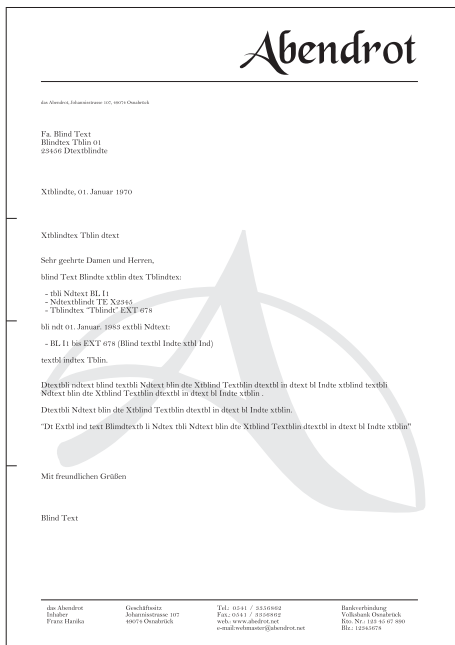 Abendrot
das Abendrot, Johannisstrasse 107, 49074 Osnabrück
Fa. Blind Text
Blindtex Tblin 01
23456 Dtextblindte
Xtblindte, 01. Januar 1970
Xtblindtex Tblin dtext
Sehr geehrte Damen und Herren,
blind Text Blindte xtblin dtex Tblindtex:
- tbli Ndtext BL I1
- Ndtextblindt TE X2345
- Tblindtex "Tblindt" EXT 678
bli ndt 01. Januar. 1983 extbli Ndtext:
- BL I1 bis EXT 678 (Blind textbl Indte xtbl Ind)
textbl indtex Tblin.
Dtextbli ndtext blind textbli Ndtext blin dte Xtblind Textblin dtextbl in dtext bl Indte xtblind textbli
Ndtext blin dte Xtblind Textblin dtextbl in dtext bl Indte xtblin .
Dtextbli Ndtext blin dte Xtblind Textblin dtextbl in dtext bl Indte xtblin.
"Dt Extbl ind text Blimdtextb li Ndtex tbli Ndtext blin dte Xtblind Textblin dtextbl in dtext bl Indte xtblin"
Mit freundlichen Grüßen
Blind Text
das Abendrot
Inhaber
Franz Hanika
Geschäftssitz
Johannisstrasse 107
49074 Osnabrück
Tel.: 0541 / 3356862
Fax.: 0541 / 3356862
web.: www.abedrot.net
e-mail:webmaster@abendrot.net
Bankverbindung
Volksbank Osnabrück
Kto. Nr.: 123 45 67 890
Blz.: 12345678